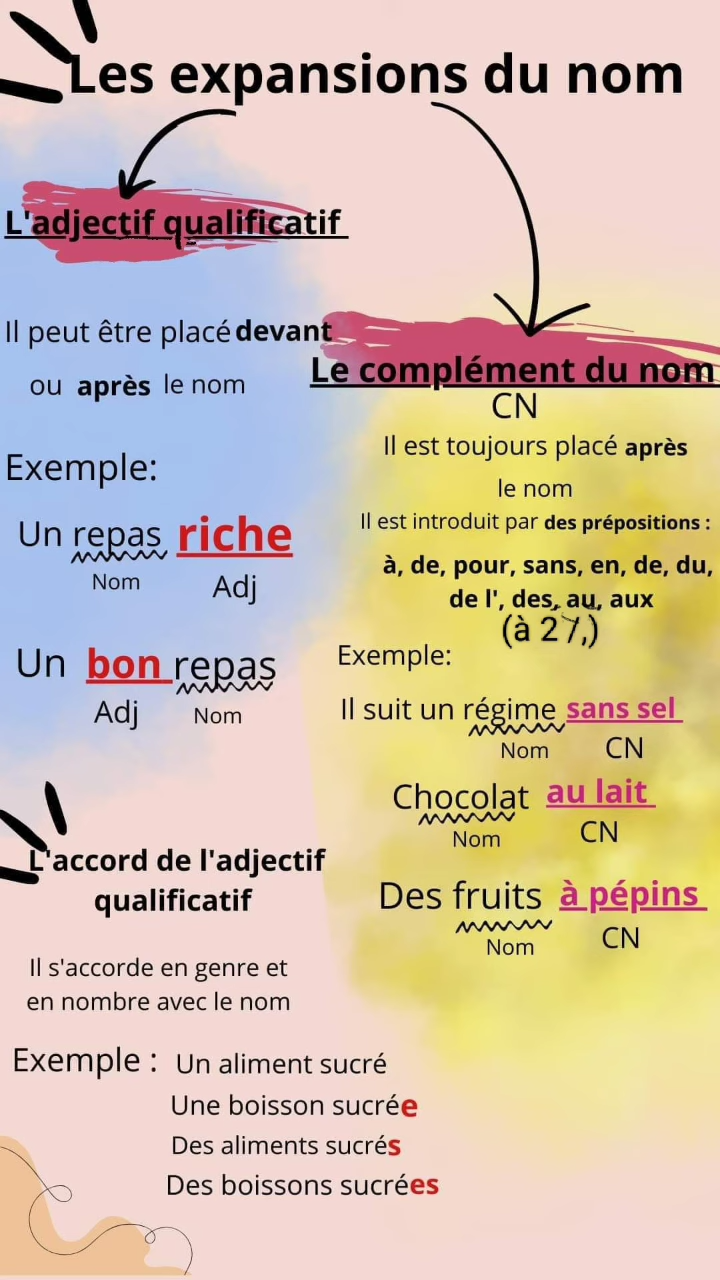 Les expansions du nom
L'adjectif qualificatif
Il peut être placé devant
ou après le nom
Exemple:
Un repas riche
Nom Adj
Un bon repas
Adj Nom
L'accord de l'adjectif
qualificatif
Il s'accorde en genre et
en nombre avec le nom
Exemple : Un aliment sucré
Une boisson sucrée
Des aliments sucrés
Des boissons sucrées
Le complément du nom
CN
Il est toujours placé après
le nom
Il est introduit par des prépositions :
à, de, pour, sans, en, de, du,
de l', des, au, aux
(à 27,)
Exemple:
Il suit un régime sans sel
Nom CN
Chocolat au lait
Nom CN
Des fruits à pépins
Nom CN